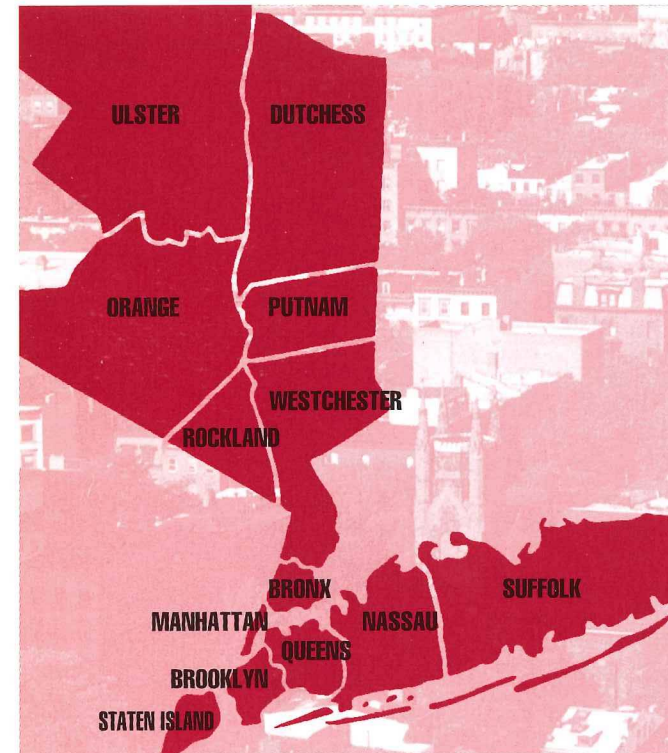 ULSTER
DUTCHESS
ORANGE
PUTNAM
WESTCHESTER
ROCKLAND
BRONX
SUFFOLK
MANHATTAN
NASSAU
QUEENS
BROOKLYN
STATEN ISLAND